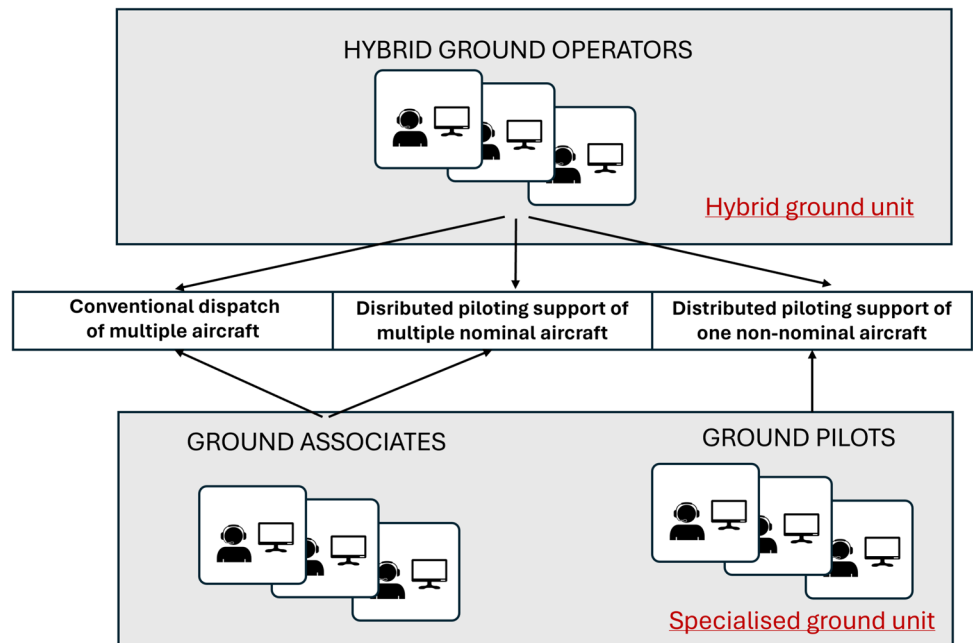 HYBRID GROUND OPERATORS
Hybrid ground unit
Conventional dispatch
of multiple aircraft
Disributed piloting support of
multiple nominal aircraft
Distributed piloting support of
one non-nominal aircraft
GROUND ASSOCIATES
GROUND PILOTS
Specialised ground unit